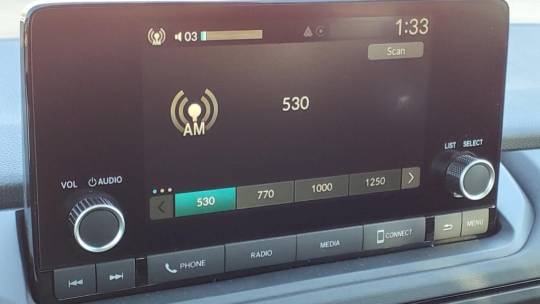 03 1:33
Scan
530
AM
LIST SELECT
VOL AUDIO
530 770 1000 1250
PHONE RADIO MEDIA CONNECT MENU